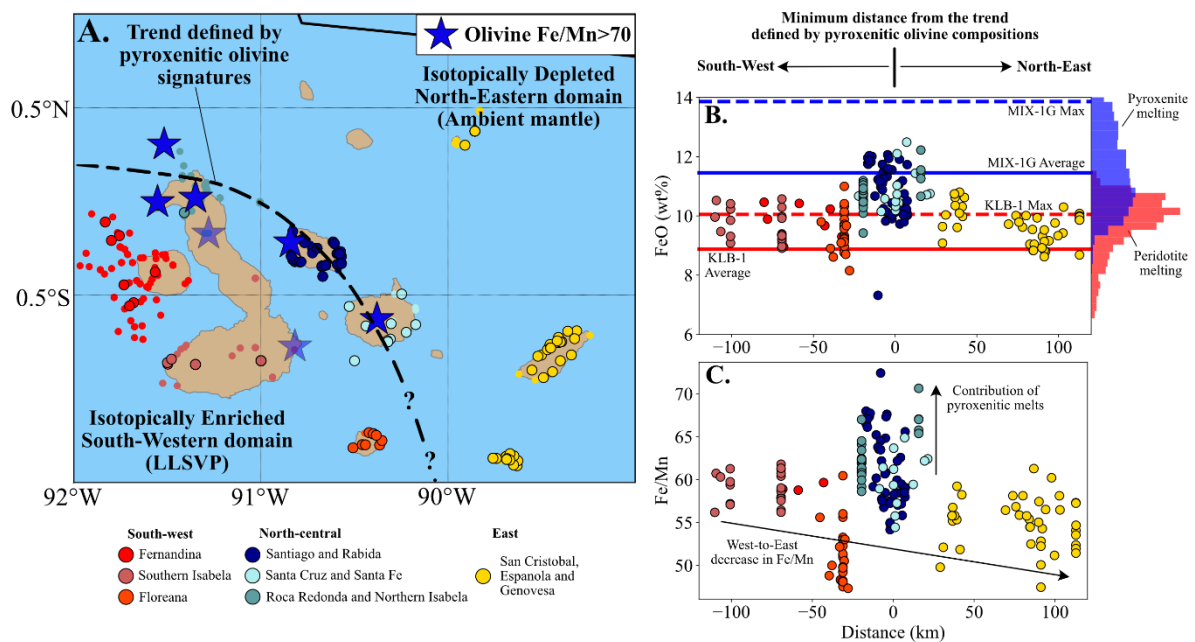 A.
Trend defined by
pyroxenitic olivine
signatures
Olivine Fe/Mn>70
Isotopically Depleted
North-Eastern domain
(Ambient mantle)
0.5°N
0.5°S
Isotopically Enriched
South-Western domain
(LLSVP)
?
?
92°W
91°W
90°W
South-west
Fernandina
Southern Isabela
Floreana
North-central
Santiago and Rabida
Santa Cruz and Santa Fe
Roca Redonda and Northern Isabela
East
San Cristobal,
Espanola and
Genovesa
Minimum distance from the trend
defined by pyroxenitic olivine compositions
South-West
North-East
B.
FeO (wt%)
14
12
10
8
6
MIX-1G Max
MIX-1G Average
KLB-1 Max
KLB-1
Average
Pyroxenite
melting
Peridotite
melting
−100
−50
0
50
100
C.
Fe/Mn
70
65
60
55
50
Contribution of
pyroxenitic melts
West-to-East
decrease in Fe/Mn
−100
−50
0
50
100
Distance (km)